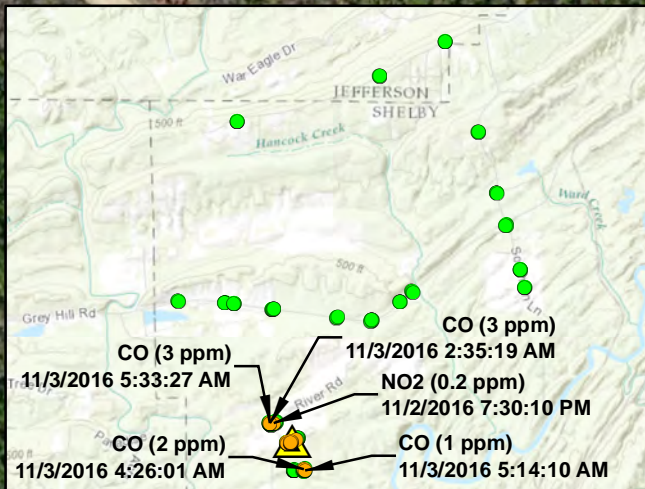 War Eagle Dr
JEFFERSON
SHELBY
500 ft
Hancock Creek
Ward Creek
500 ft
Grey Hill Rd
CO (3 ppm)
11/3/2016 2:35:19 AM
CO (3 ppm)
11/3/2016 5:33:27 AM
NO2 (0.2 ppm)
11/2/2016 7:30:10 PM
River Rd
CO (2 ppm)
11/3/2016 4:26:01 AM
CO (1 ppm)
11/3/2016 5:14:10 AM